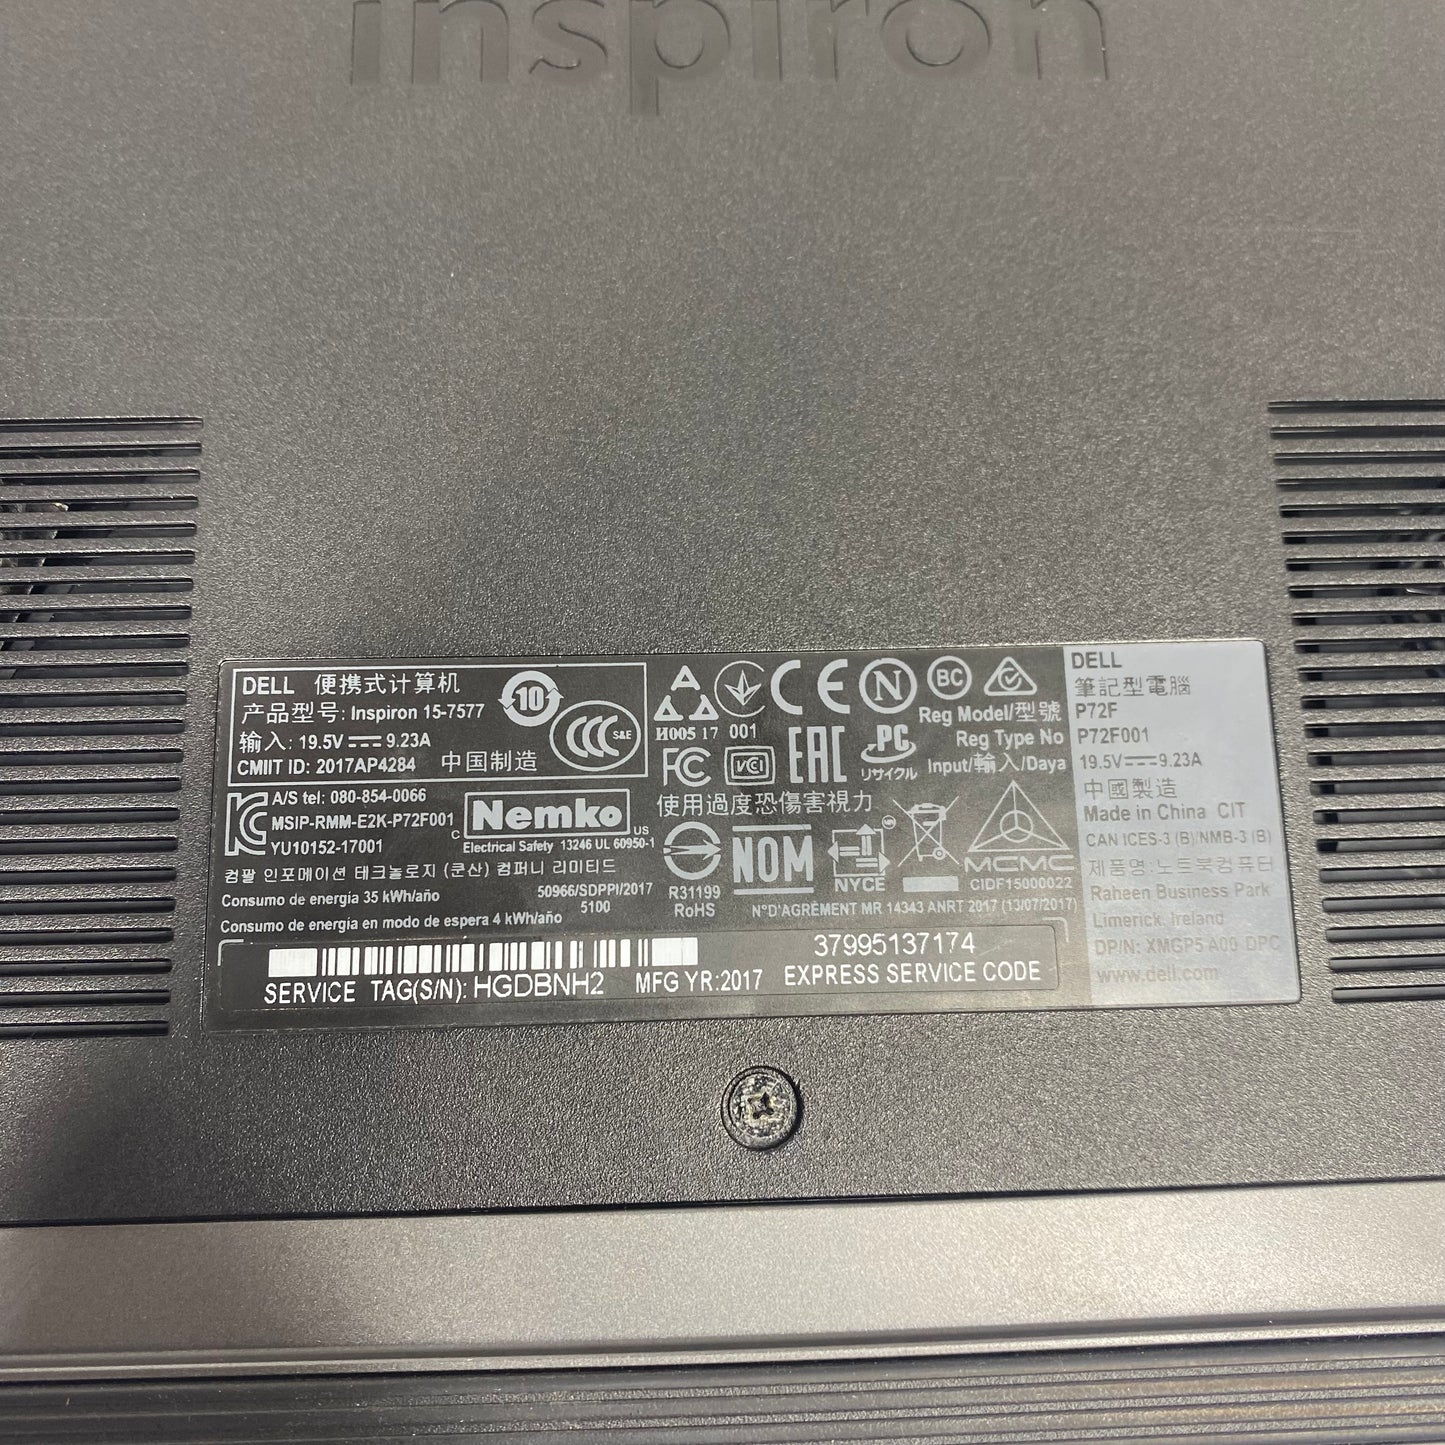 inspiron
DELL 便携式计算机
产品型号: Inspiron 15-7577
输入: 19.5V⎓9.23A
CMIIT ID: 2017AP4284 中国制造
10
CCC S&E
A/S tel: 080-854-0066
MSIP-RMM-E2K-P72F001
YU10152-17001
컴팔 인포메이션 테크놀로지 (쿤산) 컴퍼니 리미티드
Consumo de energia 35 kWh/año
Consumo de energía en modo de espera 4 kWh/año
c Nemko US
Electrical Safety 13246 UL 60950-1
50966/SDPPI/2017
5100
И005 17 001
CE N BC
FC VCI EAC PC
リサイクル
使用過度恐傷害視力
R31199
RoHS
NOM
NYCE
MCMC
CIDF15000022
N°D'AGRÉMENT MR 14343 ANRT 2017 (13/07/2017)
Reg Model/型號
Reg Type No
Input/輸入/Daya
DELL
筆記型電腦
P72F
P72F001
19.5V⎓9.23A
中國製造
Made in China CIT
CAN ICES-3 (B)/NMB-3 (B)
제품명:노트북컴퓨터
Raheen Business Park
Limerick, Ireland
DP/N: XMGP5 A00 DPC
www.dell.com
SERVICE TAG(S/N): HGDBNH2 MFG YR:2017
37995137174
EXPRESS SERVICE CODE